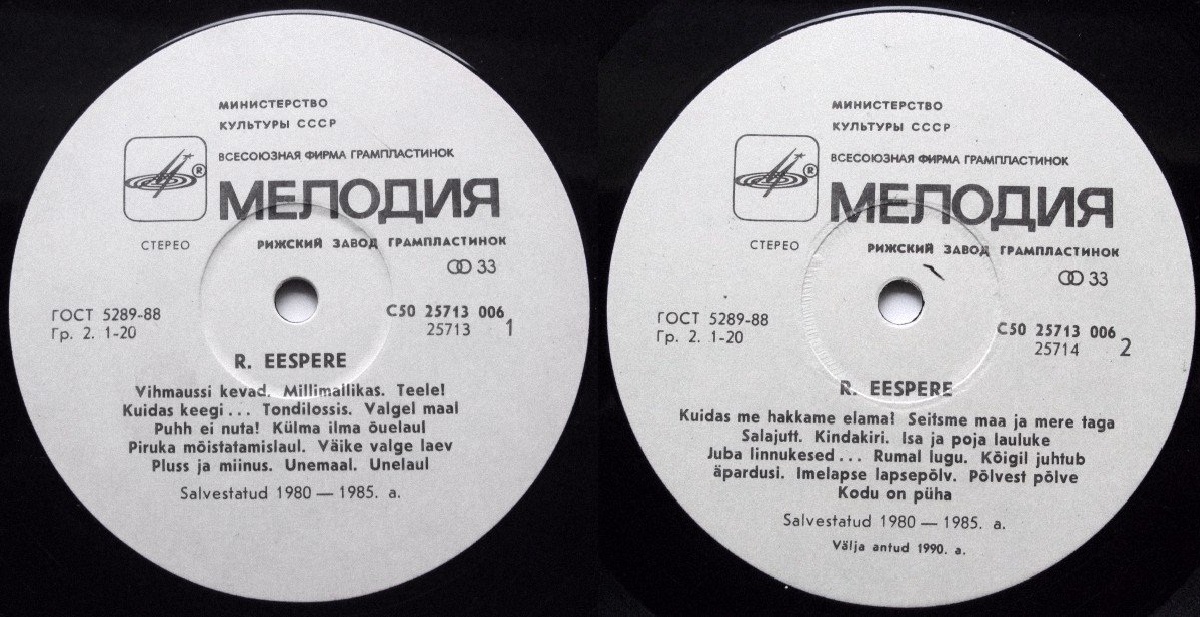 МИНИСТЕРСТВО
КУЛЬТУРЫ СССР
ВСЕСОЮЗНАЯ ФИРМА ГРАМПЛАСТИНОК
®
МЕЛОДИЯ
СТЕРЕО
РИЖСКИЙ ЗАВОД ГРАМПЛАСТИНОК
33
ГОСТ 5289-88
Гр. 2. 1-20
С50 25713 006
25713 1
R. EESPERE
Vihmaussi kevad. Millimallikas. Teele!
Kuidas keegi... Tondilossis. Valgel maal
Puhh ei nuta! Külma ilma õuelaul
Piruka mõistatamislaul. Väike valge laev
Pluss ja miinus. Unemaal. Unelaul
Salvestatud 1980 — 1985. a.
МИНИСТЕРСТВО
КУЛЬТУРЫ СССР
ВСЕСОЮЗНАЯ ФИРМА ГРАМПЛАСТИНОК
®
МЕЛОДИЯ
СТЕРЕО
РИЖСКИЙ ЗАВОД ГРАМПЛАСТИНОК
33
ГОСТ 5289-88
Гр. 2. 1-20
С50 25713 006
25714 2
R. EESPERE
Kuidas me hakkame elama! Seitsme maa ja mere taga
Salajutt. Kindakiri. Isa ja poja lauluke
Juba linnukesed... Rumal lugu. Kõigil juhtub
äpardusi. Imelapse lapsepõlv. Põlvest põlve
Kodu on püha
Salvestatud 1980 — 1985. a.
Välja antud 1990. a.